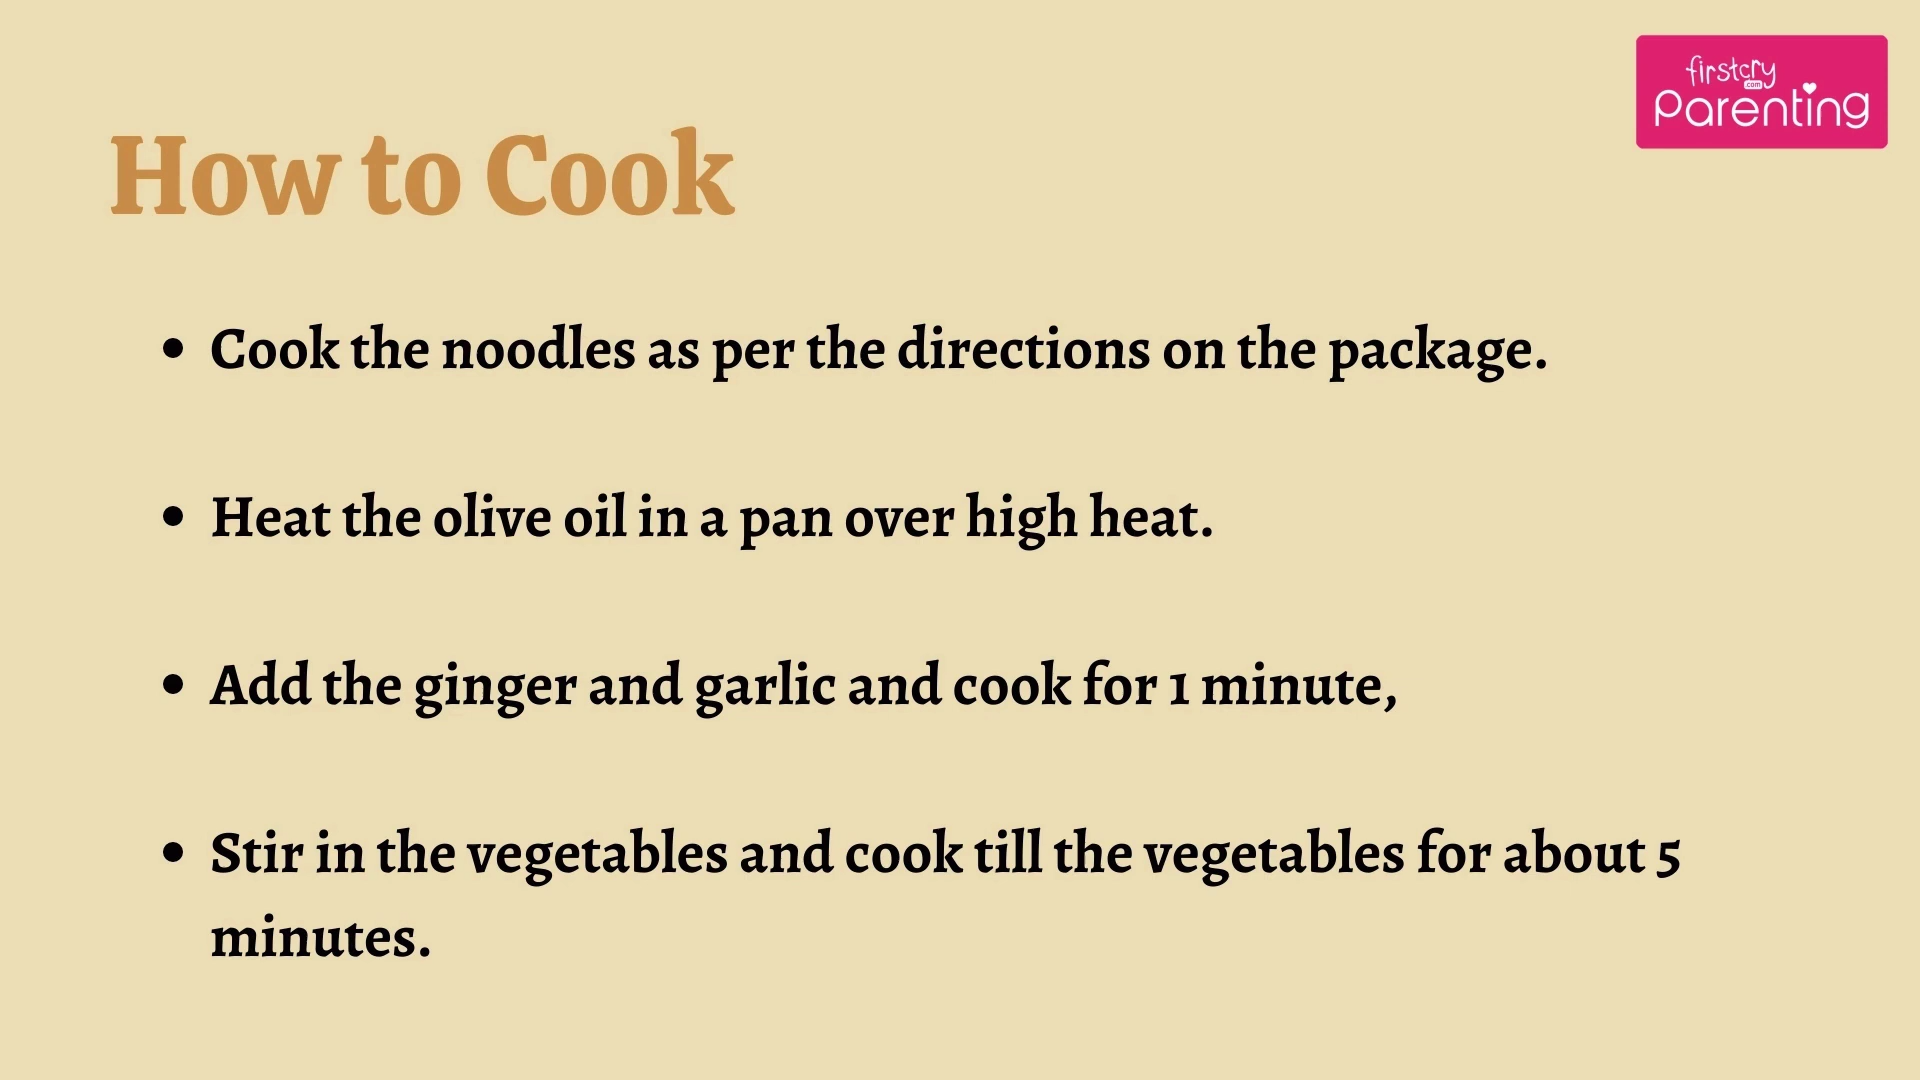 firstcry
.com
Parenting
How to Cook
• Cook the noodles as per the directions on the package.
• Heat the olive oil in a pan over high heat.
• Add the ginger and garlic and cook for 1 minute,
• Stir in the vegetables and cook till the vegetables for about 5
minutes.